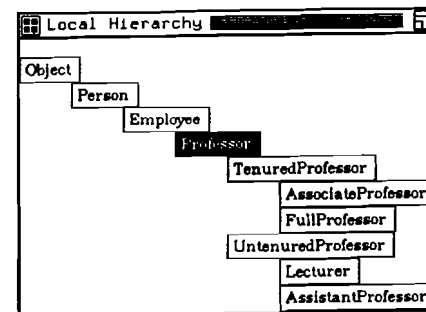 Local Hierarchy
Object
Person
Employee
Professor
TenuredProfessor
AssociateProfessor
FullProfessor
UntenuredProfessor
Lecturer
AssistantProfessor